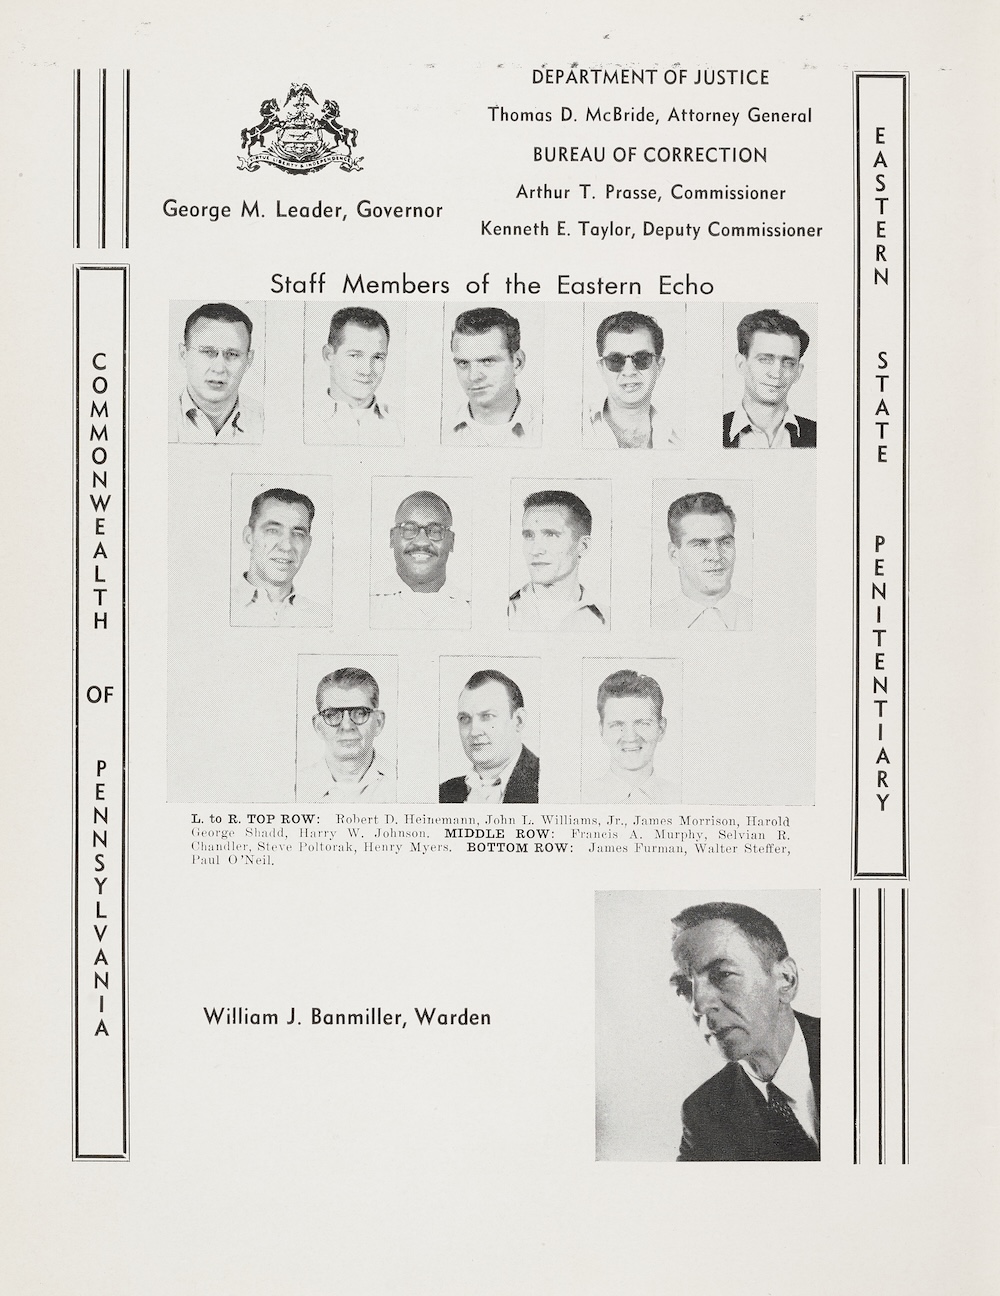 DEPARTMENT OF JUSTICE
Thomas D. McBride, Attorney General
BUREAU OF CORRECTION
Arthur T. Prasse, Commissioner
Kenneth E. Taylor, Deputy Commissioner
VIRTUE LIBERTY & INDEPENDENCE
George M. Leader, Governor
Staff Members of the Eastern Echo
L. to R. TOP ROW: Robert D. Heinemann, John L. Williams, Jr., James Morrison, Harold
George Shadd, Harry W. Johnson. MIDDLE ROW: Francis A. Murphy, Selvian R.
Chandler, Steve Poltorak, Henry Myers. BOTTOM ROW: James Furman, Walter Steffer,
Paul O'Neil.
William J. Banmiller, Warden
COMMONWEALTH OF PENNSYLVANIA
EASTERN STATE PENITENTIARY